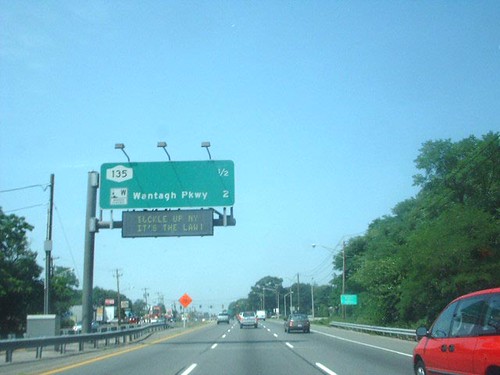 135 ½
W Wantagh Pkwy 2
BUCKLE UP NY
IT'S THE LAW!